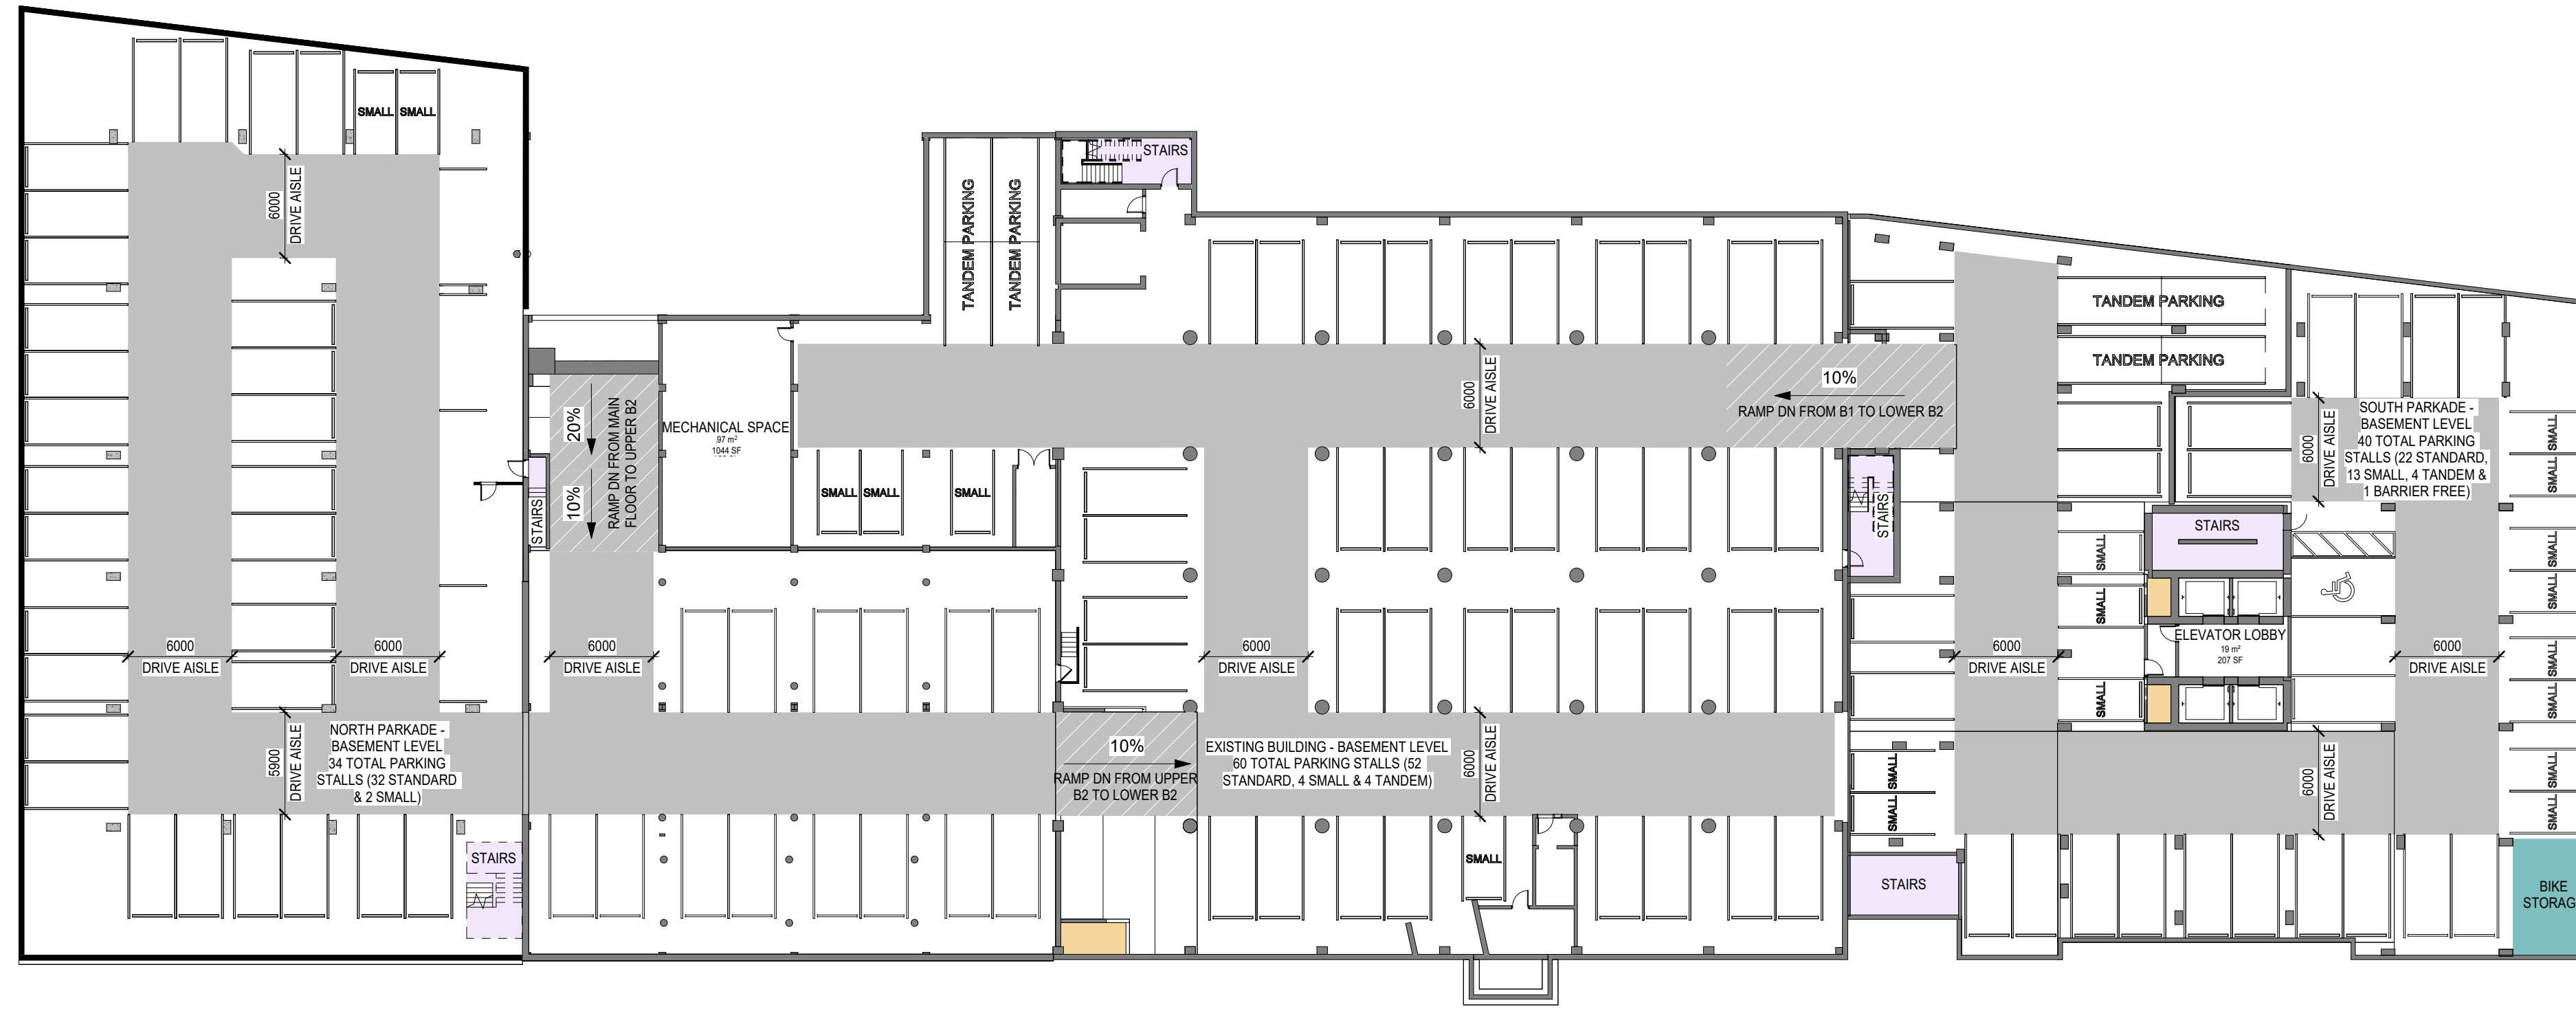 SMALL SMALL
6000
DRIVE AISLE
6000
DRIVE AISLE
6000
DRIVE AISLE
5900
DRIVE AISLE
NORTH PARKADE -
BASEMENT LEVEL
34 TOTAL PARKING
STALLS (32 STANDARD
& 2 SMALL)
STAIRS
STAIRS
20%
10%
RAMP DN FROM MAIN
FLOOR TO UPPER B2
6000
DRIVE AISLE
MECHANICAL SPACE
97 m²
1044 SF
TANDEM PARKING
TANDEM PARKING
STAIRS
SMALL SMALL
SMALL
10%
RAMP DN FROM UPPER
B2 TO LOWER B2
6000
DRIVE AISLE
6000
DRIVE AISLE
EXISTING BUILDING - BASEMENT LEVEL
60 TOTAL PARKING STALLS (52
STANDARD, 4 SMALL & 4 TANDEM)
6000
DRIVE AISLE
SMALL
10%
RAMP DN FROM B1 TO LOWER B2
STAIRS
SMALL
SMALL
STAIRS
6000
DRIVE AISLE
TANDEM PARKING
TANDEM PARKING
SMALL
SMALL
SMALL
STAIRS
ELEVATOR LOBBY
19 m²
207 SF
6000
DRIVE AISLE
SOUTH PARKADE -
BASEMENT LEVEL
40 TOTAL PARKING
STALLS (22 STANDARD,
13 SMALL, 4 TANDEM &
1 BARRIER FREE)
6000
DRIVE AISLE
6000
DRIVE AISLE
SMALL
SMALL
SMALL
SMALL
SMALL
SMALL
SMALL
SMALL
BIKE
STORAG